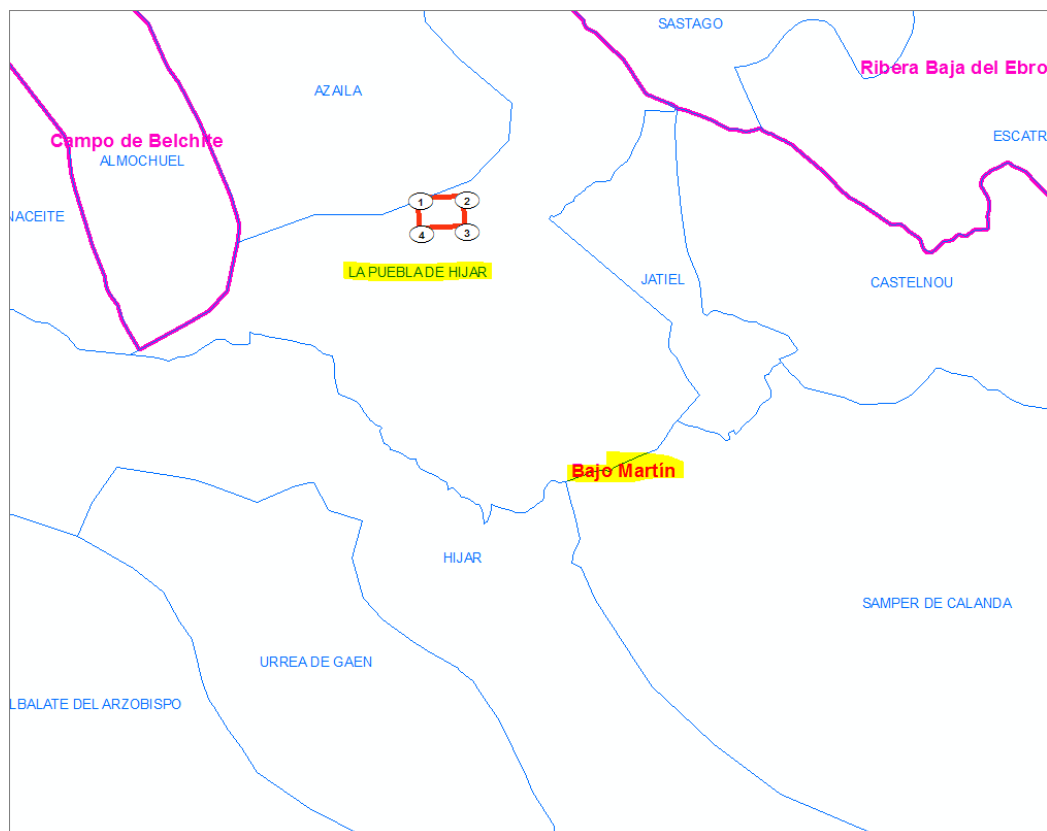 SASTAGO
Ribera Baja del Ebro
AZAILA
Campo de Belchite
ALMOCHUEL
ESCATR
NACEITE
1
2
4
3
LA PUEBLA DE HIJAR
JATIEL
CASTELNOU
Bajo Martín
HIJAR
SAMPER DE CALANDA
URREA DE GAEN
LBALATE DEL ARZOBISPO